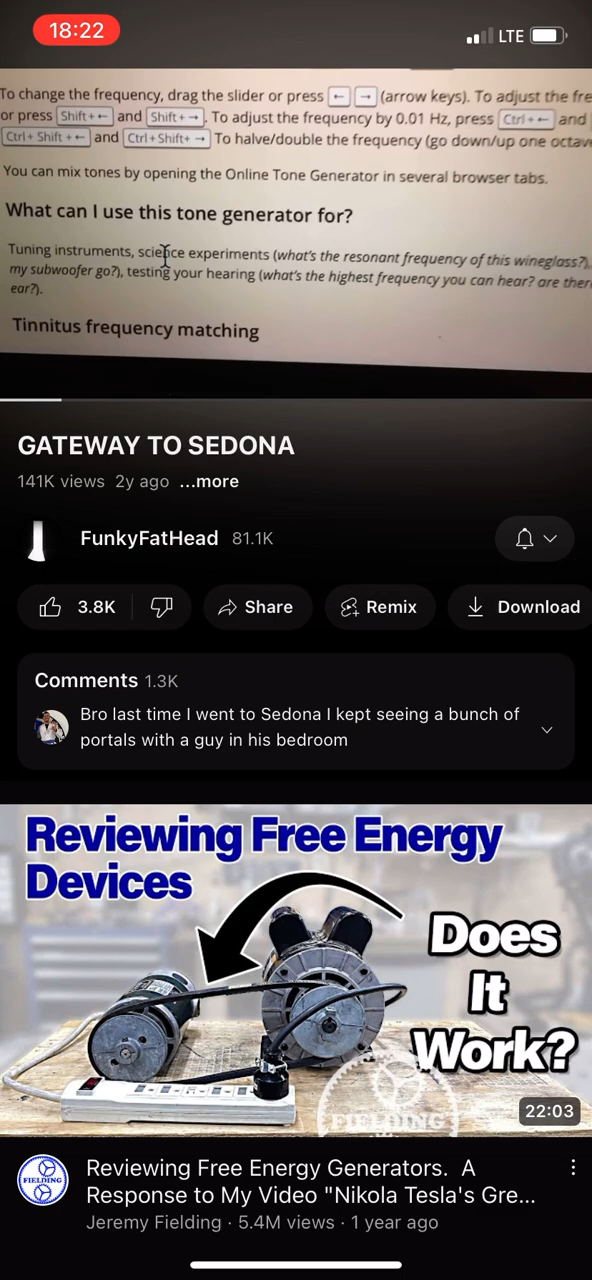 18:22
LTE
To change the frequency, drag the slider or press ← → (arrow keys). To adjust the fre
or press Shift+← and Shift+→. To adjust the frequency by 0.01 Hz, press Ctrl+← and
Ctrl+Shift+← and Ctrl+Shift+→ To halve/double the frequency (go down/up one octav
You can mix tones by opening the Online Tone Generator in several browser tabs.
What can I use this tone generator for?
Tuning instruments, science experiments (what's the resonant frequency of this wineglass?),
my subwoofer go?), testing your hearing (what's the highest frequency you can hear? are ther
ear?).
Tinnitus frequency matching
GATEWAY TO SEDONA
141K views 2y ago ...more
FunkyFatHead 81.1K
3.8K Share Remix Download
Comments 1.3K
Bro last time I went to Sedona I kept seeing a bunch of
portals with a guy in his bedroom
Reviewing Free Energy
Devices
Does
It
Work?
FIELDING
22:03
FIELDING
Reviewing Free Energy Generators. A
Response to My Video "Nikola Tesla's Gre...
Jeremy Fielding · 5.4M views · 1 year ago